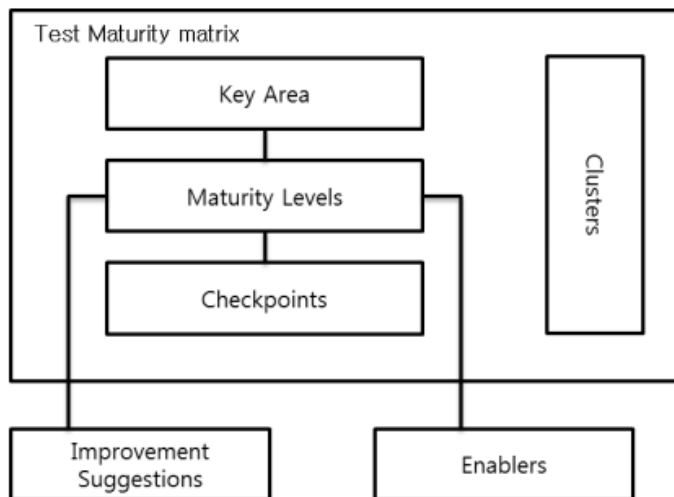 Test Maturity matrix
Key Area
Clusters
Maturity Levels
Checkpoints
Improvement
Suggestions
Enablers